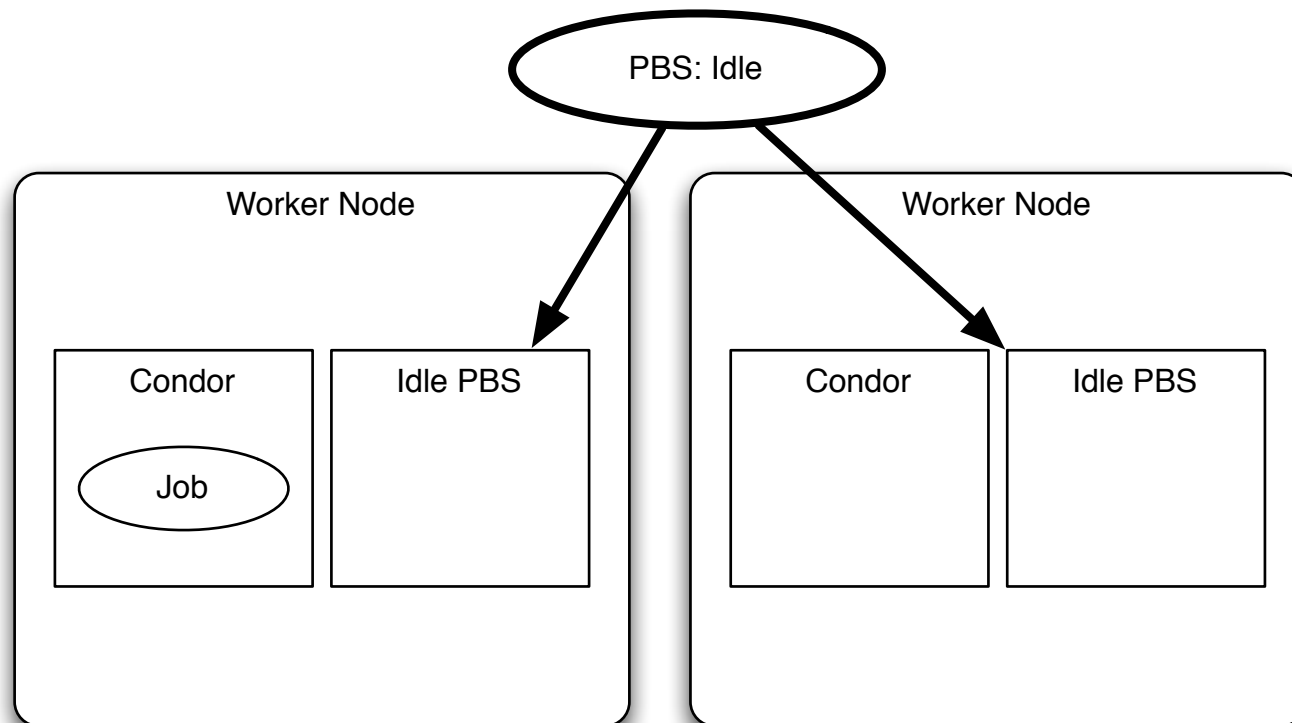 PBS: Idle
Worker Node
Condor
Idle PBS
Job
Worker Node
Condor
Idle PBS